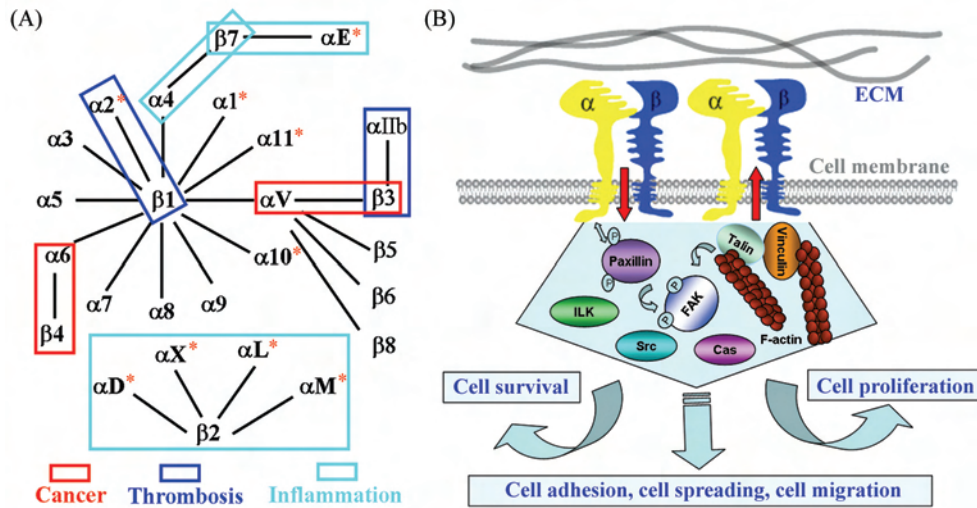 (A)
β7
αE*
α4
α2*
α1*
α3
α11*
αIIb
α5
β1
αV
β3
α6
α10*
β5
α7
α8
α9
β6
β4
β8
αX*
αL*
αD*
αM*
β2
Cancer
Thrombosis
Inflammation
(B)
ECM
α
β
α
β
Cell membrane
P
Paxillin
P
Talin
Vinculin
P
FAK
P
ILK
Src
Cas
F-actin
Cell survival
Cell proliferation
Cell adhesion, cell spreading, cell migration